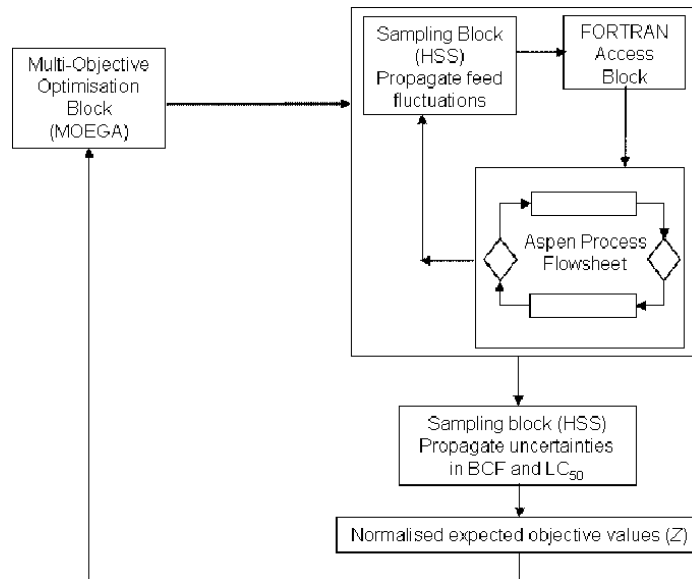 Multi-Objective
Optimisation
Block
(MOEGA)
Sampling Block
(HSS)
Propagate feed
fluctuations
FORTRAN
Access
Block
Aspen Process
Flowsheet
Sampling block (HSS)
Propagate uncertainties
in BCF and LC50
Normalised expected objective values (Z)